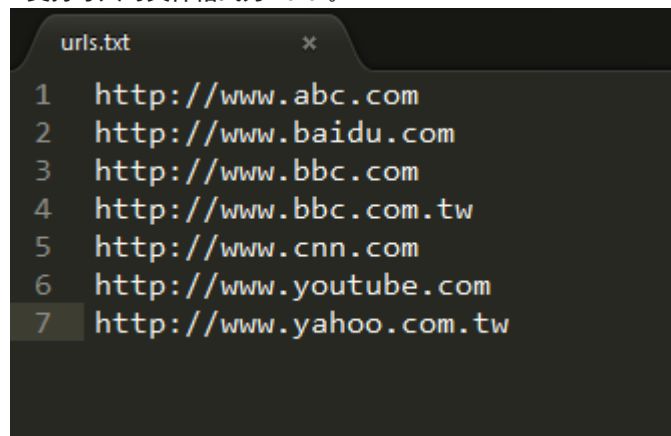 urls.txt ×
1 http://www.abc.com
2 http://www.baidu.com
3 http://www.bbc.com
4 http://www.bbc.com.tw
5 http://www.cnn.com
6 http://www.youtube.com
7 http://www.yahoo.com.tw